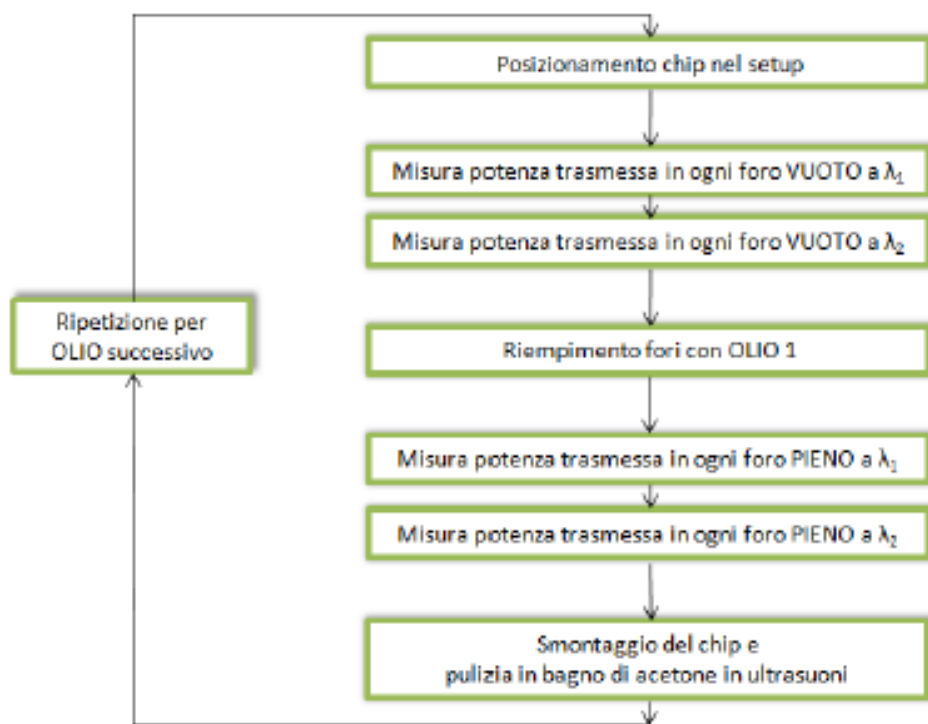 Posizionamento chip nel setup
Misura potenza trasmessa in ogni foro VUOTO a λ₁
Misura potenza trasmessa in ogni foro VUOTO a λ₂
Ripetizione per
OLIO successivo
Riempimento fori con OLIO 1
Misura potenza trasmessa in ogni foro PIENO a λ₁
Misura potenza trasmessa in ogni foro PIENO a λ₂
Smontaggio del chip e
pulizia in bagno di acetone in ultrasuoni